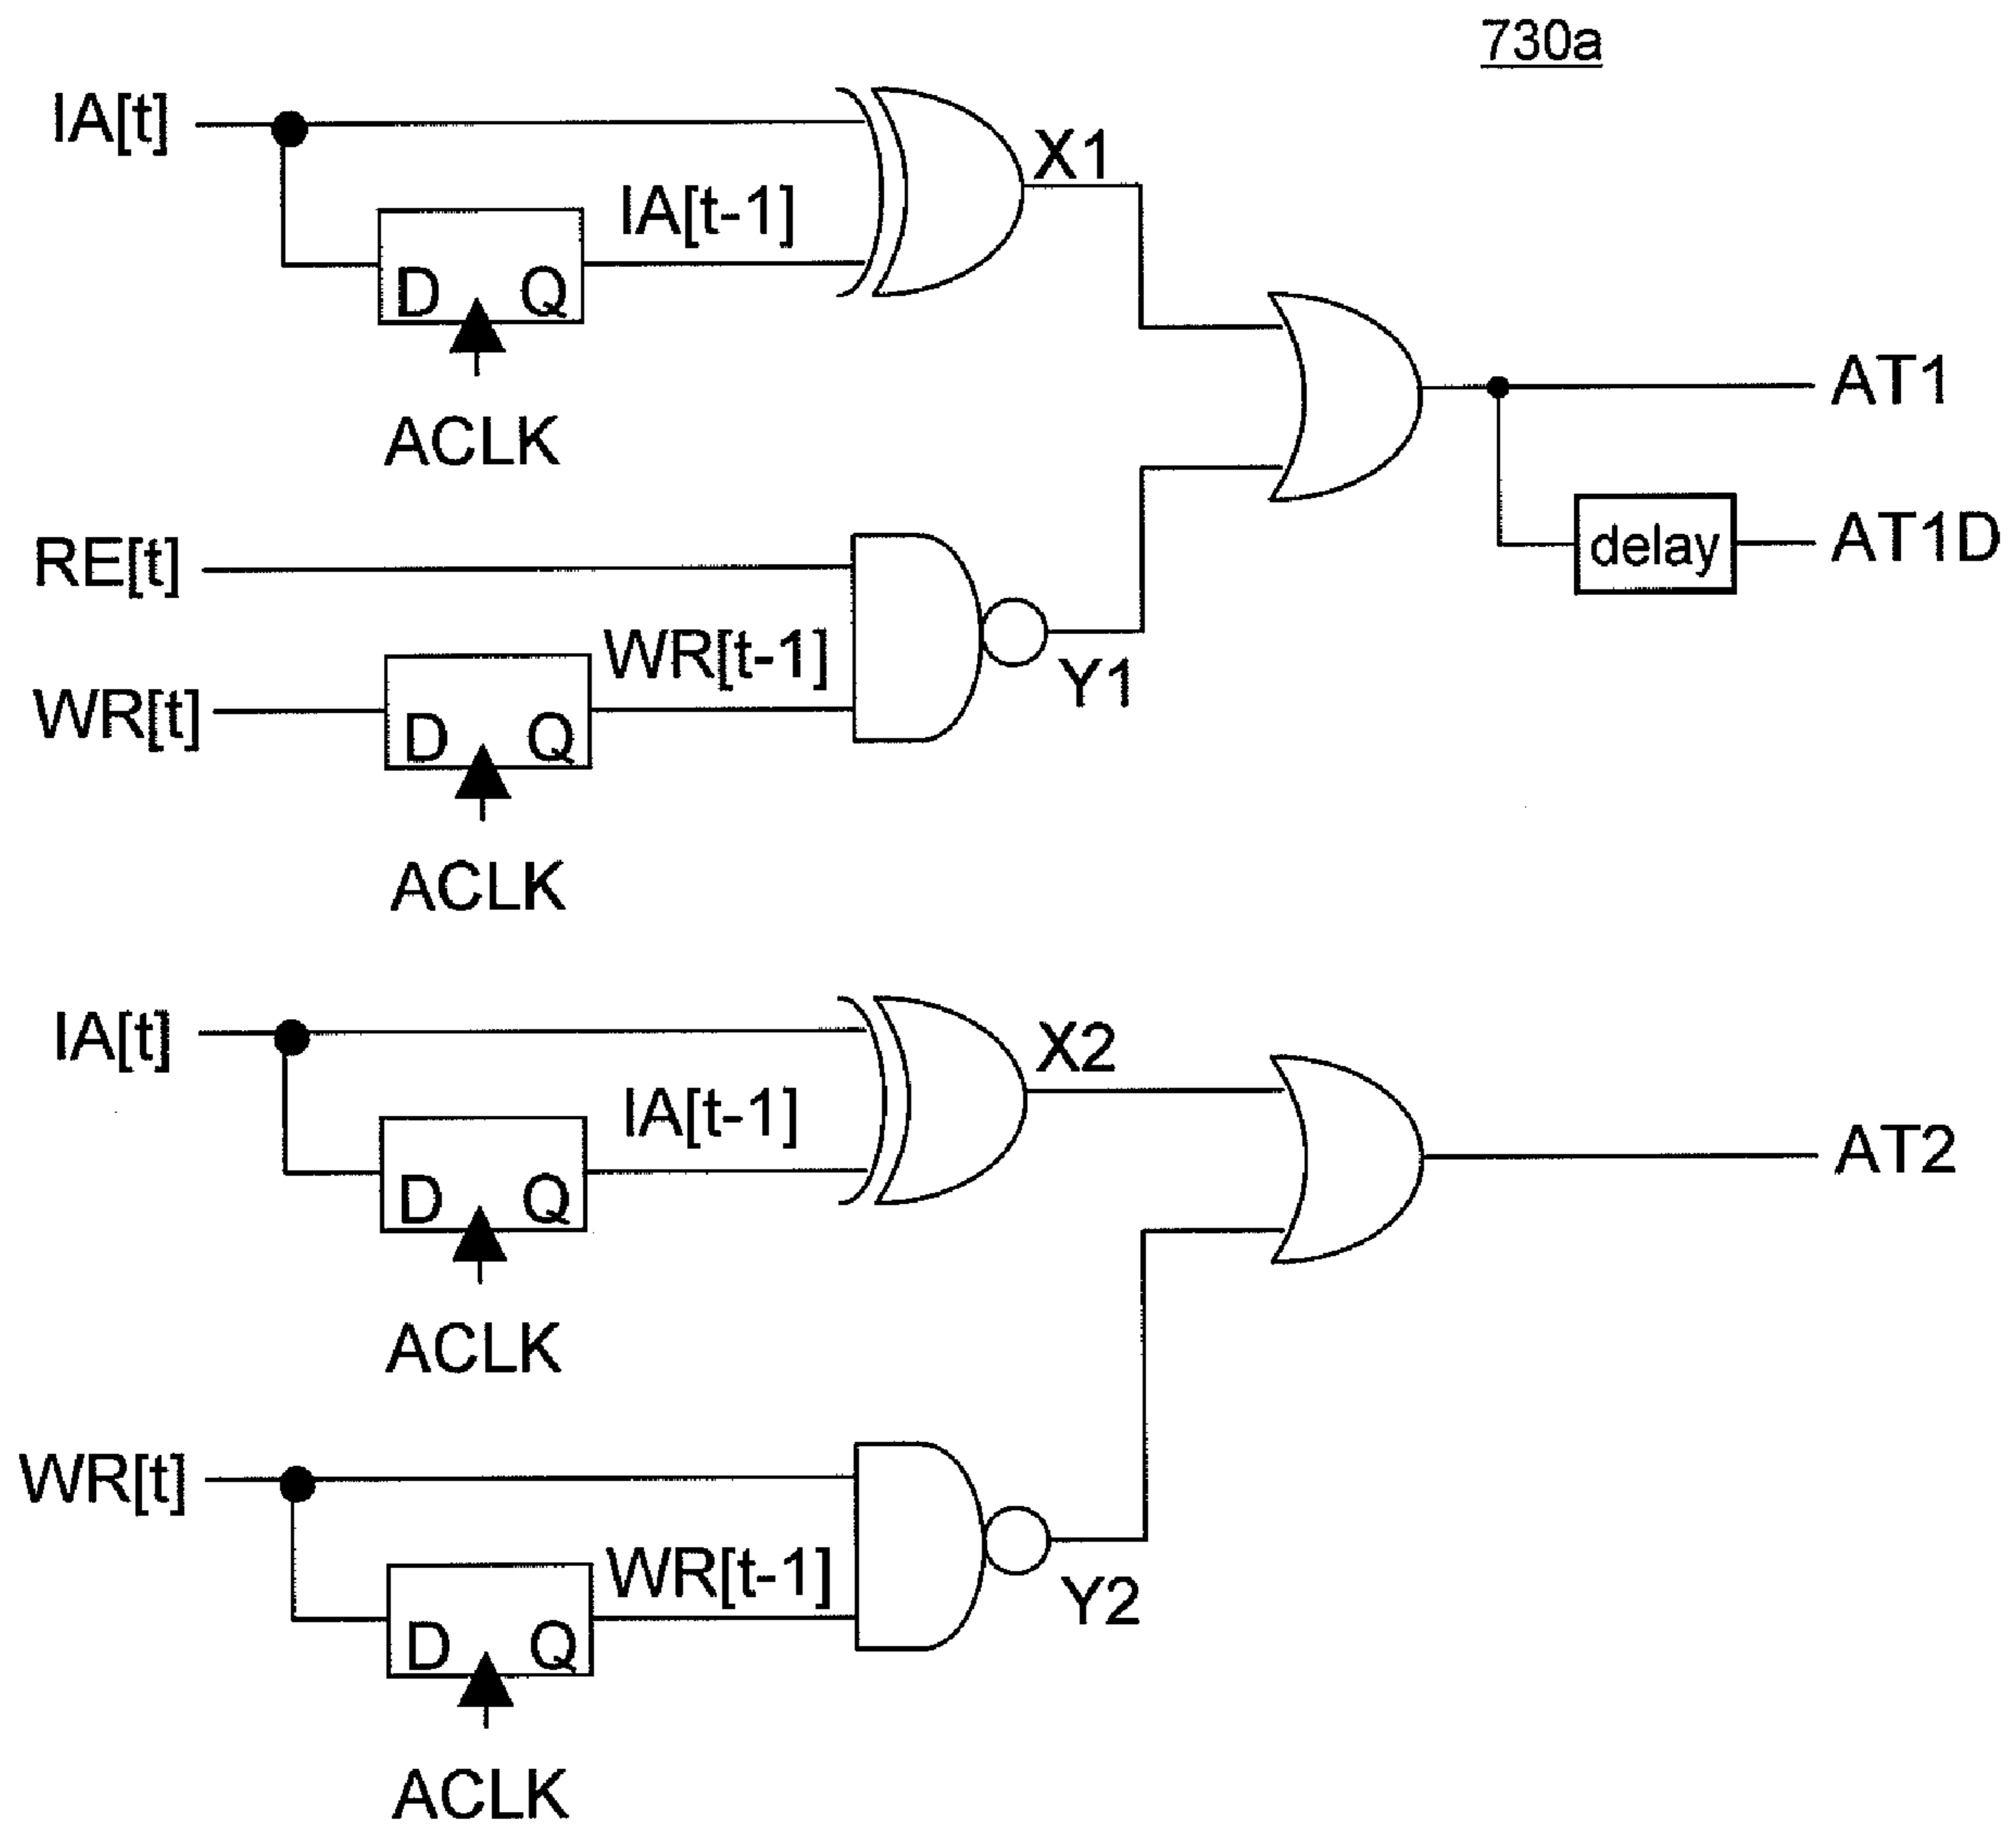 730a
IA[t]
X1
IA[t-1]
D Q
ACLK
AT1
RE[t]
delay
AT1D
WR[t-1]
Y1
WR[t]
D Q
ACLK
IA[t]
X2
IA[t-1]
AT2
D Q
ACLK
WR[t]
WR[t-1]
Y2
D Q
ACLK